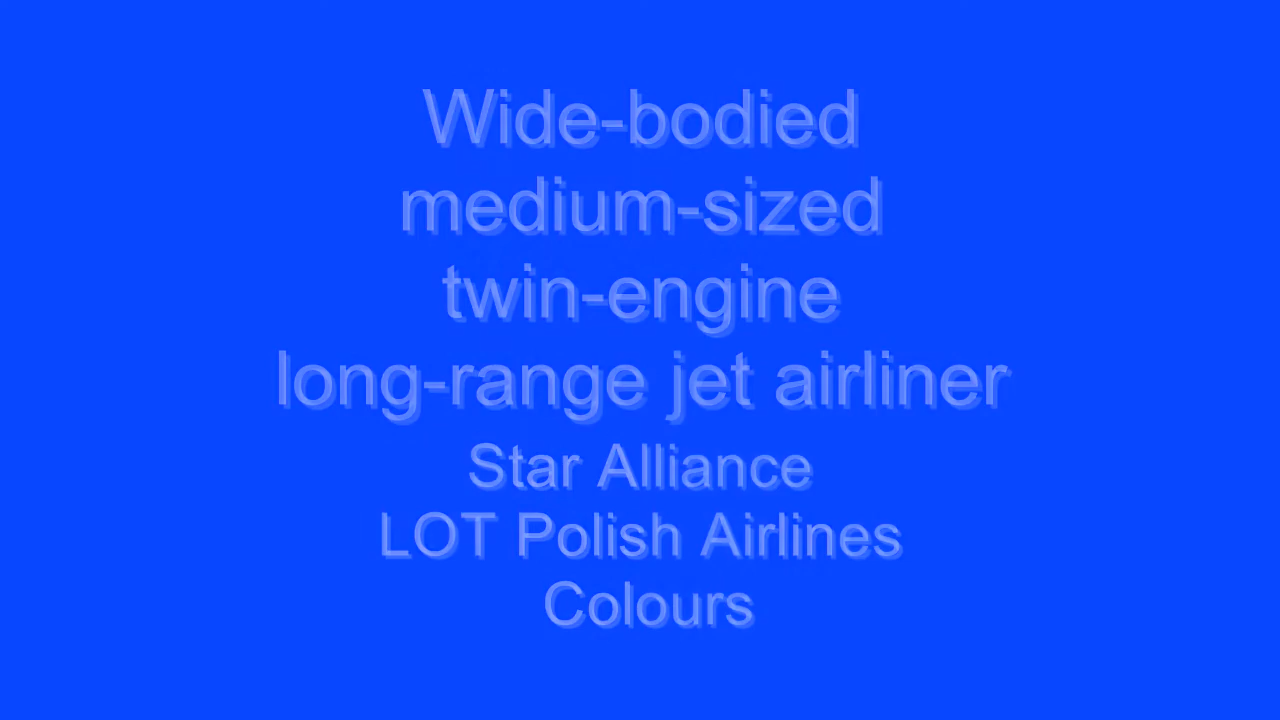 Wide-bodied
medium-sized
twin-engine
long-range jet airliner
Star Alliance
LOT Polish Airlines
Colours